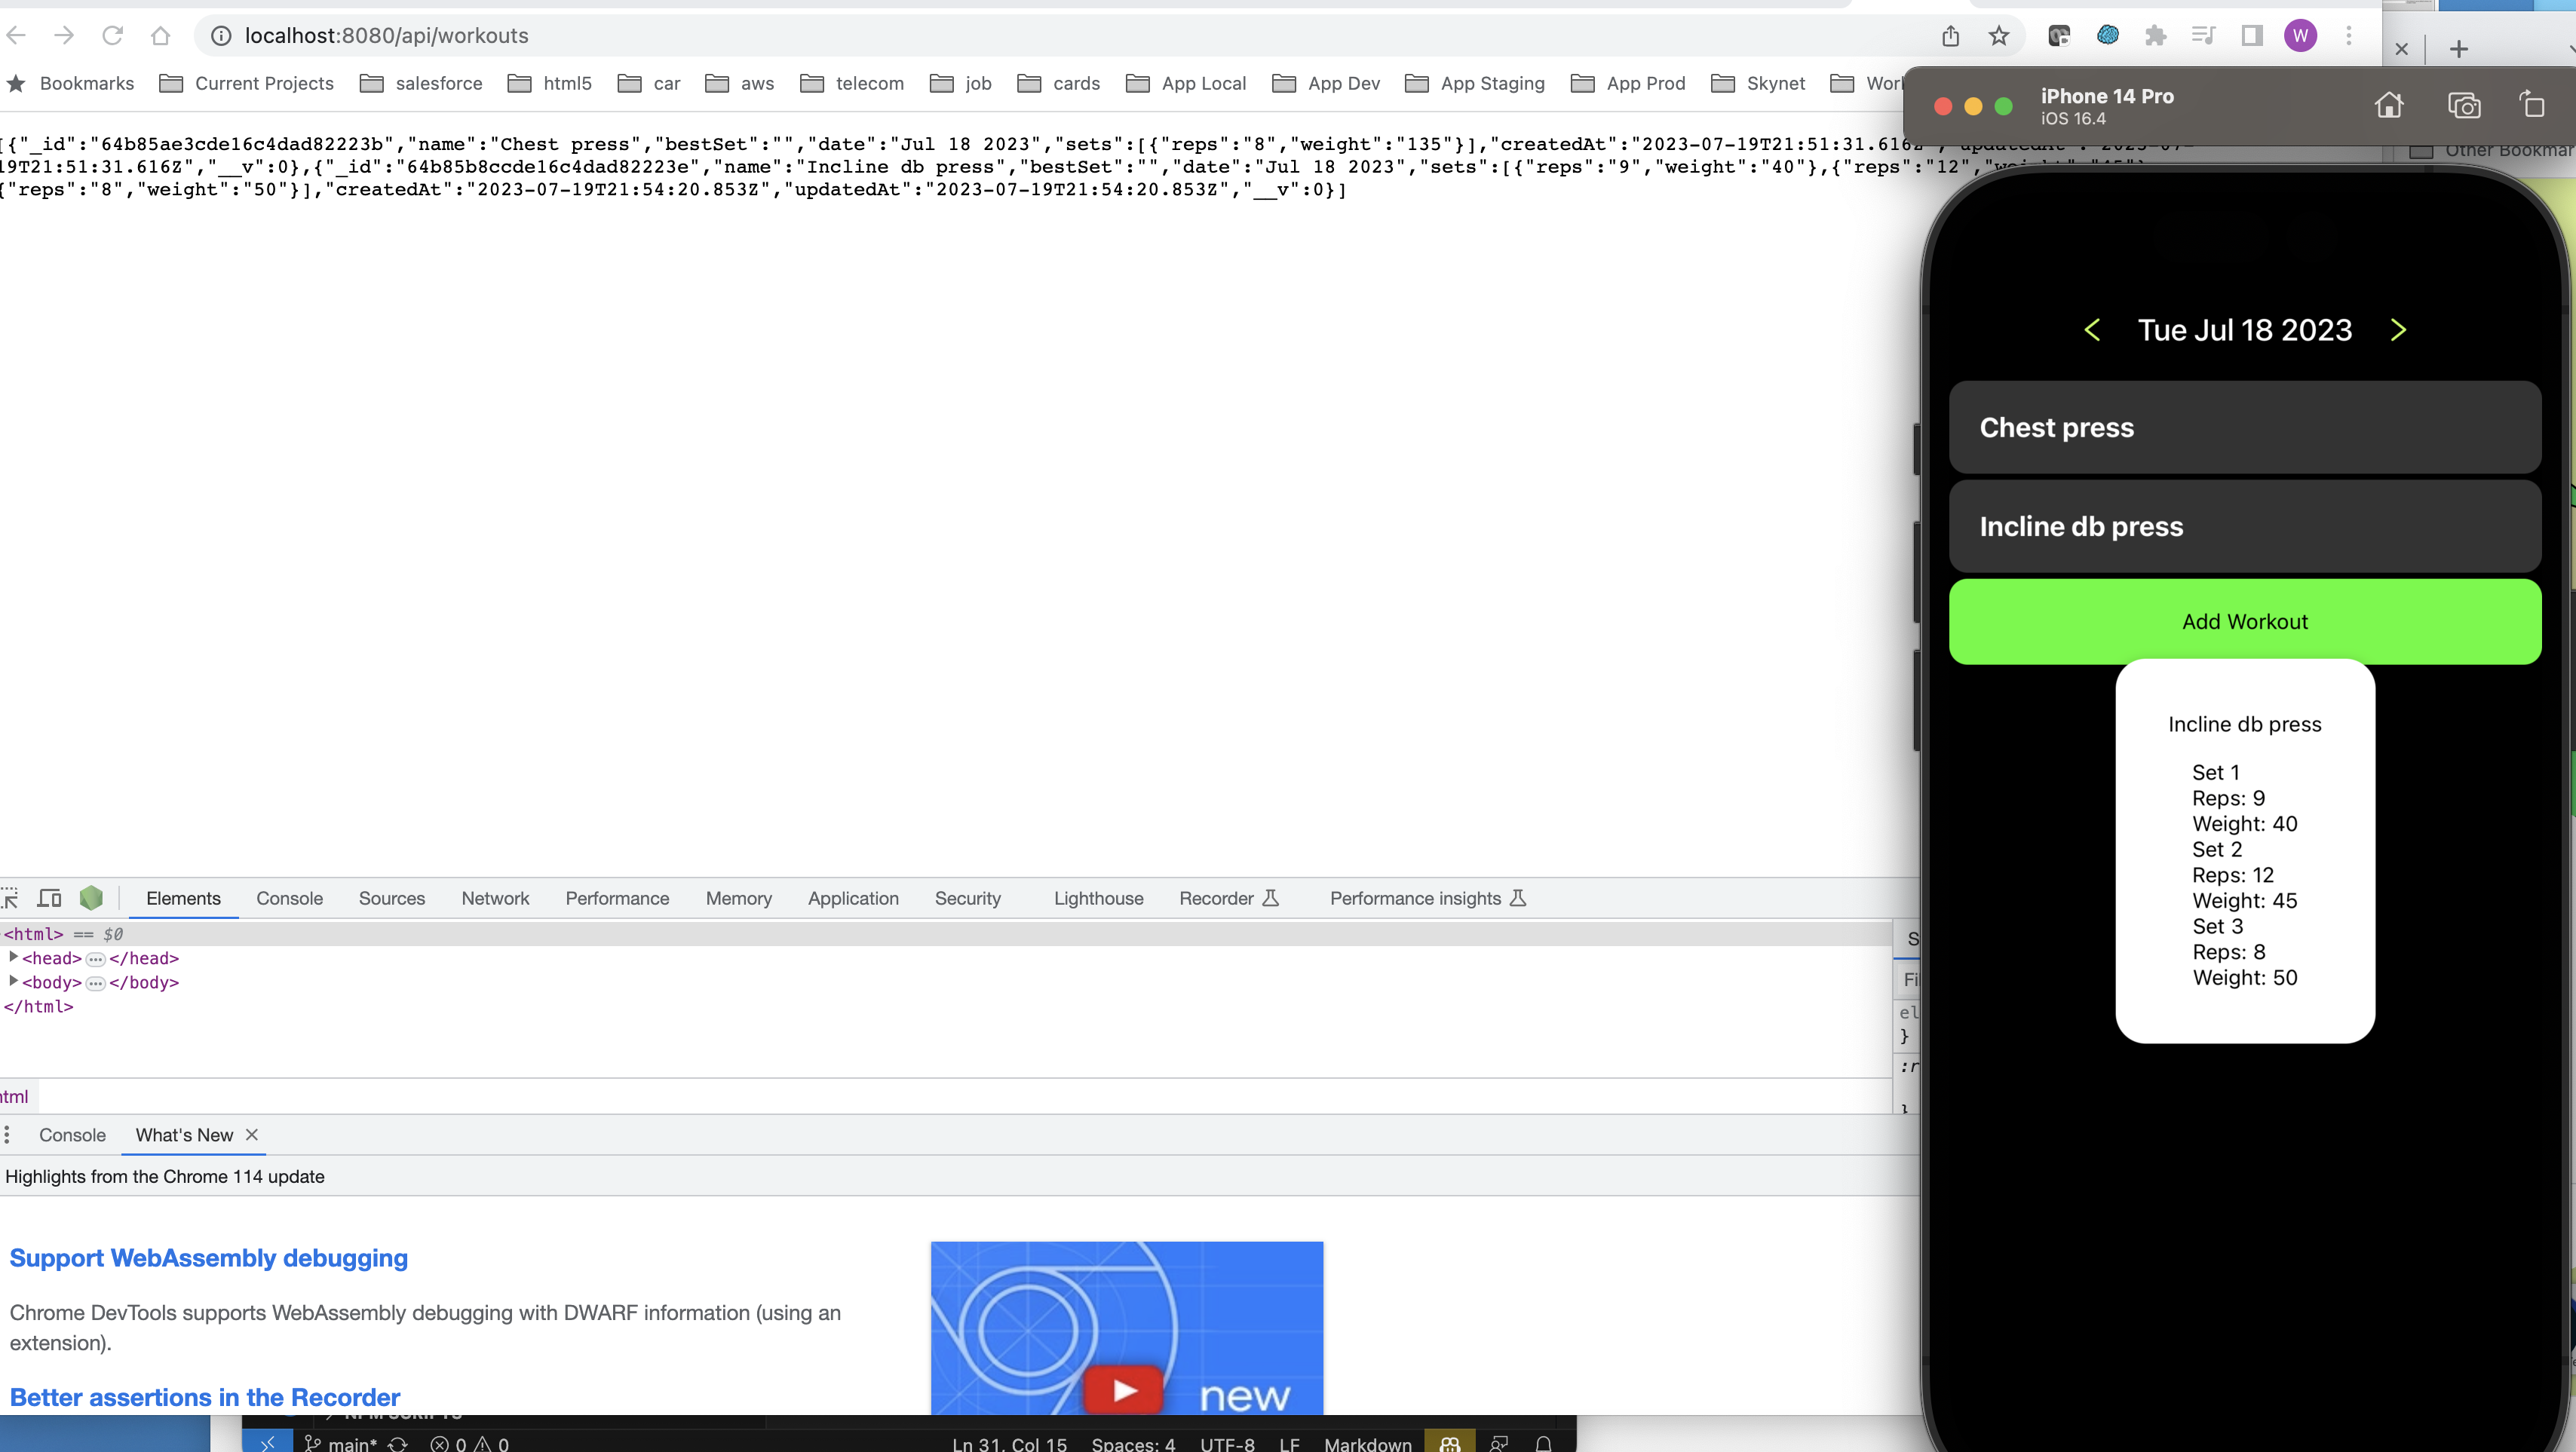 localhost:8080/api/workouts
W
Bookmarks Current Projects salesforce html5 car aws telecom job cards App Local App Dev App Staging App Prod Skynet
Other Bookmar
[{"_id":"64b85ae3cde16c4dad82223b","name":"Chest press","bestSet":"","date":"Jul 18 2023","sets":[{"reps":"8","weight":"135"}],"createdAt":"2023-07-19T21:51:31.616Z","updatedAt":"2023-07-
19T21:51:31.616Z","__v":0},{"_id":"64b85b8ccde16c4dad82223e","name":"Incline db press","bestSet":"","date":"Jul 18 2023","sets":[{"reps":"9","weight":"40"},{"reps":"12","weight":"45"},
{"reps":"8","weight":"50"}],"createdAt":"2023-07-19T21:54:20.853Z","updatedAt":"2023-07-19T21:54:20.853Z","__v":0}]
Elements Console Sources Network Performance Memory Application Security Lighthouse Recorder Performance insights
<html> == $0
<head> ... </head>
<body> ... </body>
</html>
S
Fil
el
}
:r
}
html
Console What's New
Highlights from the Chrome 114 update
Support WebAssembly debugging
Chrome DevTools supports WebAssembly debugging with DWARF information (using an
extension).
Better assertions in the Recorder
new
NPM SCRIPTS
main* 0 0 Ln 31, Col 15 Spaces: 4 UTF-8 LF Markdown
iPhone 14 Pro
iOS 16.4
< Tue Jul 18 2023 >
Chest press
Incline db press
Add Workout
Incline db press
Set 1
Reps: 9
Weight: 40
Set 2
Reps: 12
Weight: 45
Set 3
Reps: 8
Weight: 50